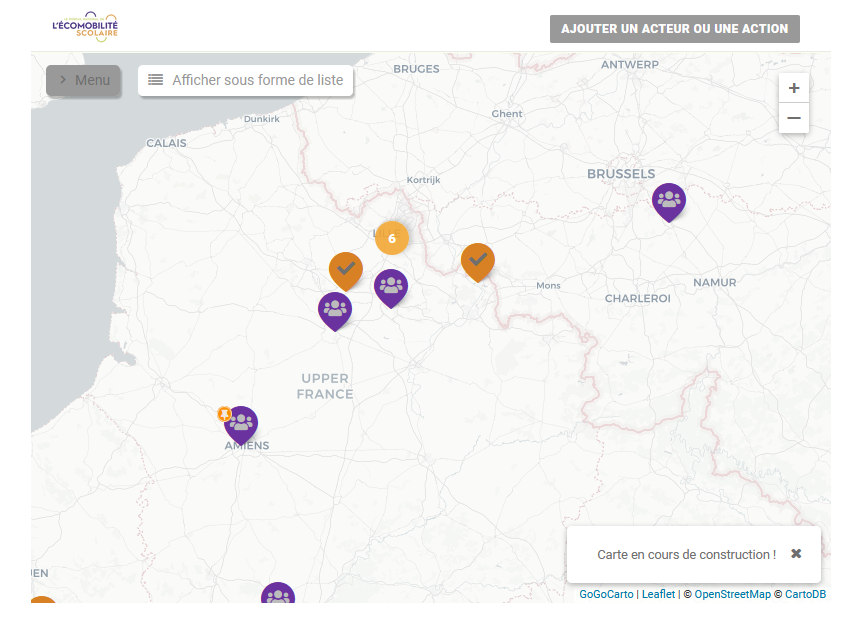 L'ÉCOMOBILITÉ
SCOLAIRE
AJOUTER UN ACTEUR OU UNE ACTION
Menu
Afficher sous forme de liste
+
−
BRUGES
ANTWERP
Dunkirk
Ghent
CALAIS
BRUSSELS
Kortrijk
6
Mons
NAMUR
CHARLEROI
UPPER
FRANCE
AMIENS
Carte en cours de construction ! ✖
EN
GoGoCarto | Leaflet | © OpenStreetMap © CartoDB